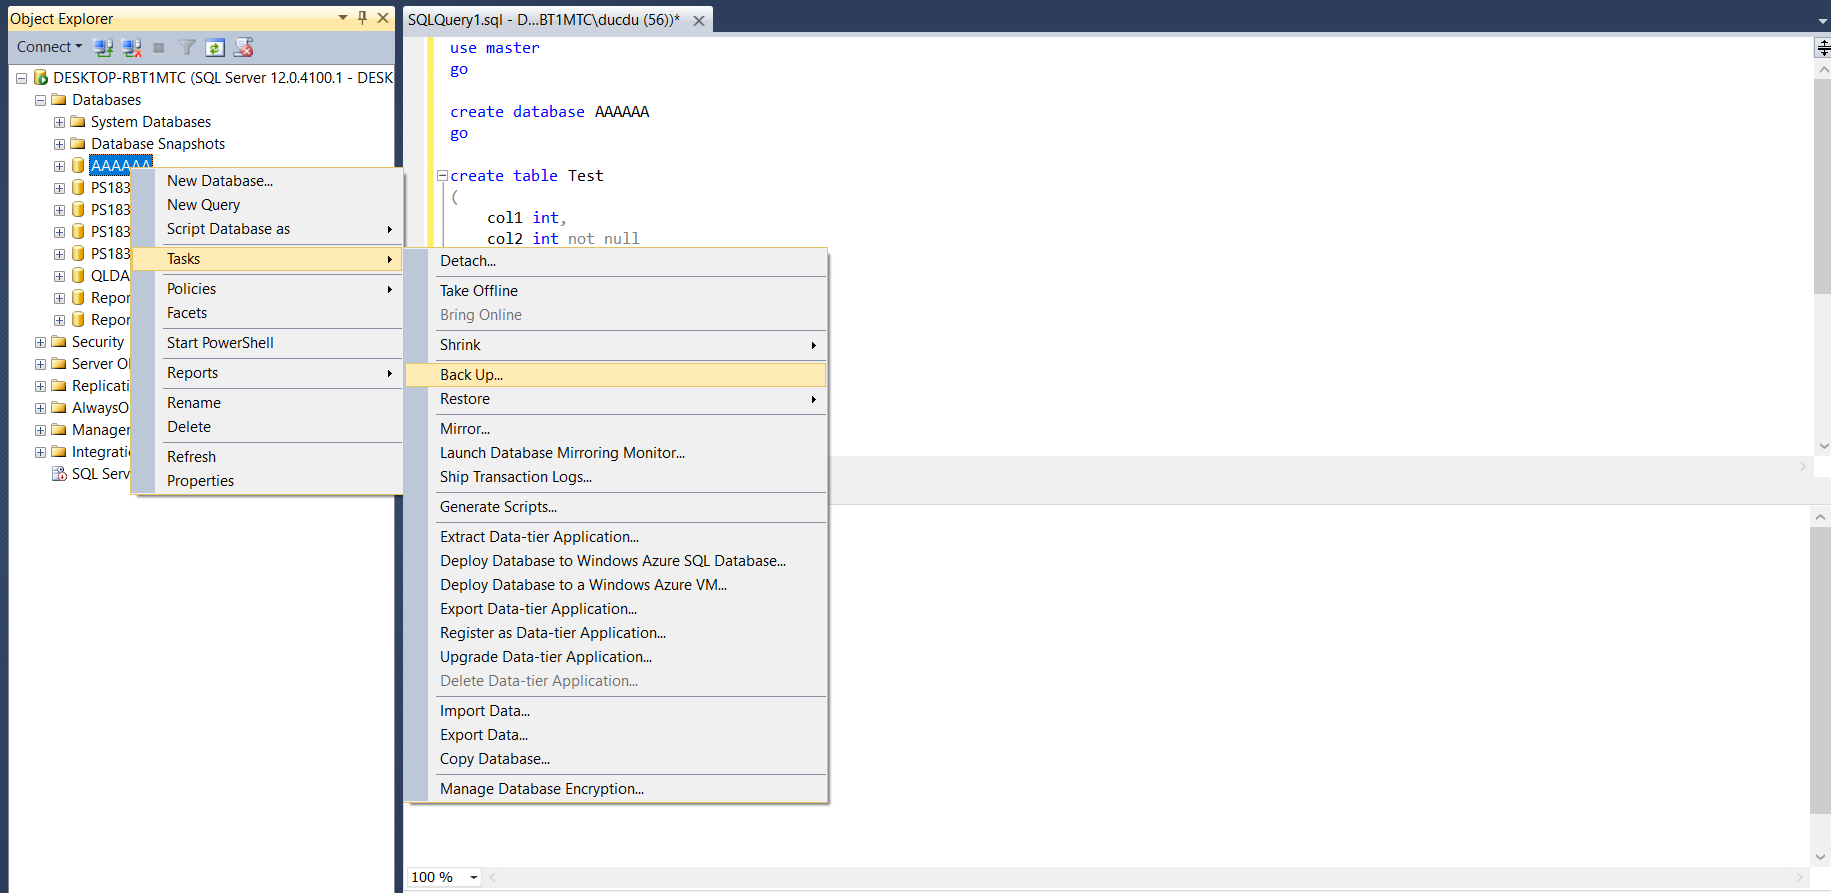 Object Explorer
Connect
DESKTOP-RBT1MTC (SQL Server 12.0.4100.1 - DESK
Databases
System Databases
Database Snapshots
AAAAAA
PS183
PS183
PS183
PS183
QLDA
Repor
Repor
Security
Server Ol
Replicati
AlwaysO
Manager
Integrati
SQL Serv
New Database...
New Query
Script Database as
Tasks
Policies
Facets
Start PowerShell
Reports
Rename
Delete
Refresh
Properties
Detach...
Take Offline
Bring Online
Shrink
Back Up...
Restore
Mirror...
Launch Database Mirroring Monitor...
Ship Transaction Logs...
Generate Scripts...
Extract Data-tier Application...
Deploy Database to Windows Azure SQL Database...
Deploy Database to a Windows Azure VM...
Export Data-tier Application...
Register as Data-tier Application...
Upgrade Data-tier Application...
Delete Data-tier Application...
Import Data...
Export Data...
Copy Database...
Manage Database Encryption...
SQLQuery1.sql - D...BT1MTC\ducdu (56))*
use master
go
create database AAAAAA
go
create table Test
(
col1 int,
col2 int not null
100 %